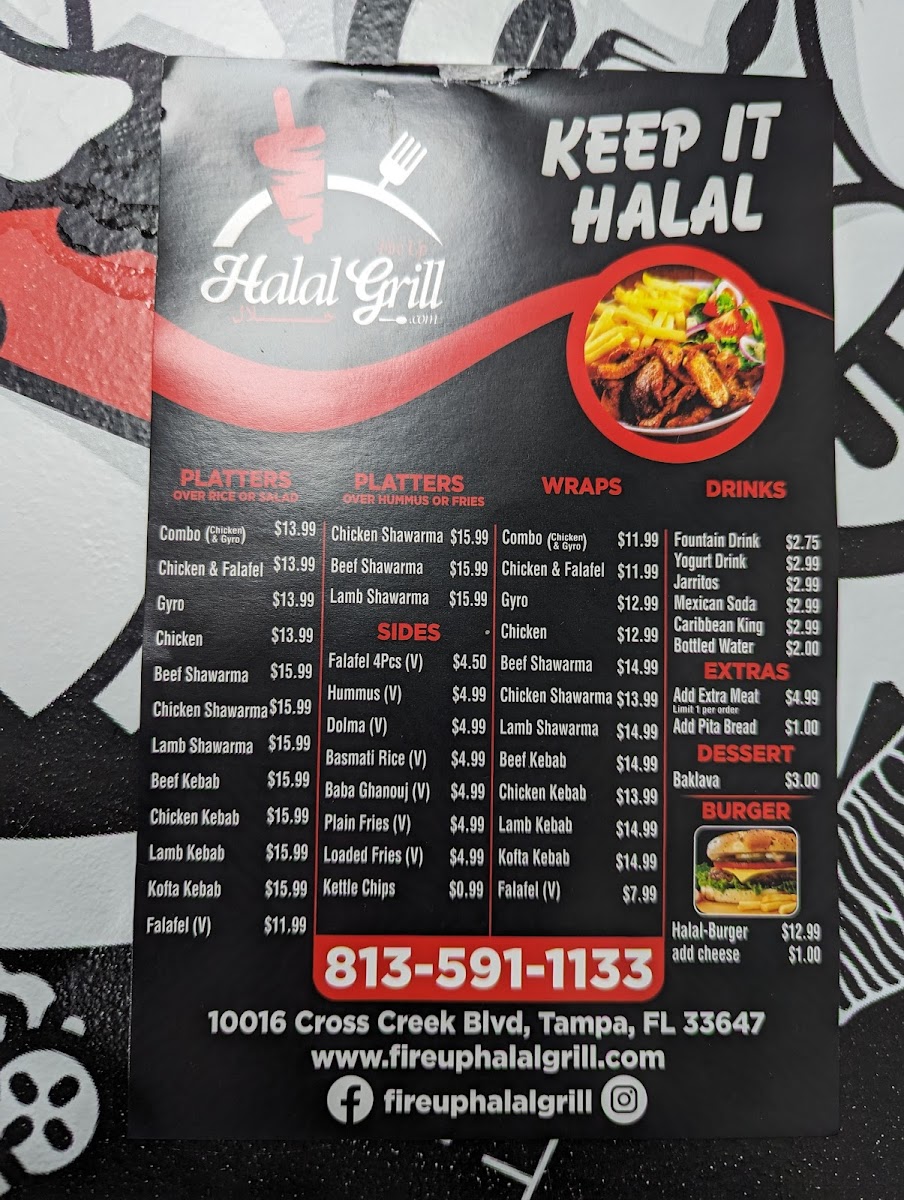 KEEP IT
HALAL
Halal Grill
.com
حلال
PLATTERS
OVER RICE OR SALAD
Combo (Chicken & Gyro) $13.99
Chicken & Falafel $13.99
Gyro $13.99
Chicken $13.99
Beef Shawarma $15.99
Chicken Shawarma $15.99
Lamb Shawarma $15.99
Beef Kebab $15.99
Chicken Kebab $15.99
Lamb Kebab $15.99
Kofta Kebab $15.99
Falafel (V) $11.99
PLATTERS
OVER HUMMUS OR FRIES
Chicken Shawarma $15.99
Beef Shawarma $15.99
Lamb Shawarma $15.99
SIDES
Falafel 4Pcs (V) $4.50
Hummus (V) $4.99
Dolma (V) $4.99
Basmati Rice (V) $4.99
Baba Ghanouj (V) $4.99
Plain Fries (V) $4.99
Loaded Fries (V) $4.99
Kettle Chips $0.99
WRAPS
Combo (Chicken & Gyro) $11.99
Chicken & Falafel $11.99
Gyro $12.99
Chicken $12.99
Beef Shawarma $14.99
Chicken Shawarma $13.99
Lamb Shawarma $14.99
Beef Kebab $14.99
Chicken Kebab $13.99
Lamb Kebab $14.99
Kofta Kebab $14.99
Falafel (V) $7.99
DRINKS
Fountain Drink $2.75
Yogurt Drink $2.99
Jarritos $2.99
Mexican Soda $2.99
Caribbean King $2.99
Bottled Water $2.00
EXTRAS
Add Extra Meat $4.99
Limit 1 per order
Add Pita Bread $1.00
DESSERT
Baklava $3.00
BURGER
Halal-Burger $12.99
add cheese $1.00
813-591-1133
10016 Cross Creek Blvd, Tampa, FL 33647
www.fireuphalalgrill.com
fireuphalalgrill